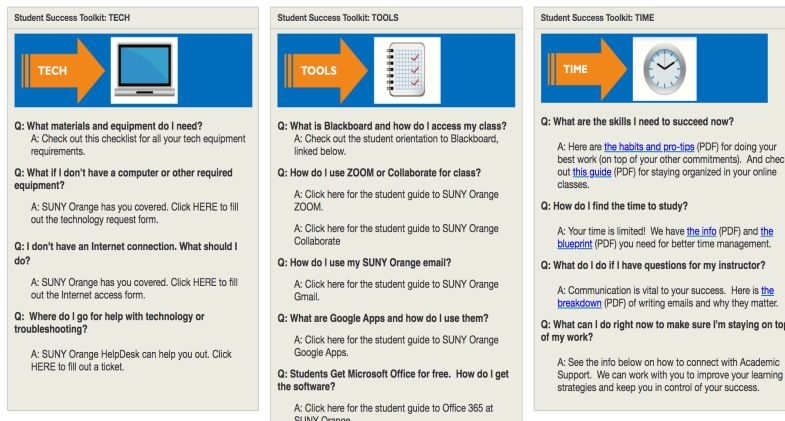 Student Success Toolkit: TECH
TECH
Q: What materials and equipment do I need?
A: Check out this checklist for all your tech equipment
requirements.
Q: What if I don't have a computer or other required
equipment?
A: SUNY Orange has you covered. Click HERE to fill
out the technology request form.
Q: I don't have an Internet connection. What should I
do?
A: SUNY Orange has you covered. Click HERE to fill
out the Internet access form.
Q: Where do I go for help with technology or
troubleshooting?
A: SUNY Orange HelpDesk can help you out. Click
HERE to fill out a ticket.
Student Success Toolkit: TOOLS
TOOLS
Q: What is Blackboard and how do I access my class?
A: Check out the student orientation to Blackboard,
linked below.
Q: How do I use ZOOM or Collaborate for class?
A: Click here for the student guide to SUNY Orange
ZOOM.
A: Click here for the student guide to SUNY Orange
Collaborate
Q: How do I use my SUNY Orange email?
A: Click here for the student guide to SUNY Orange
Gmail.
Q: What are Google Apps and how do I use them?
A: Click here for the student guide to SUNY Orange
Google Apps.
Q: Students Get Microsoft Office for free. How do I get
the software?
A: Click here for the student guide to Office 365 at
SUNY Orange
Student Success Toolkit: TIME
TIME
Q: What are the skills I need to succeed now?
A: Here are the habits and pro-tips (PDF) for doing your
best work (on top of your other commitments). And chec
out this guide (PDF) for staying organized in your online
classes.
Q: How do I find the time to study?
A: Your time is limited! We have the info (PDF) and the
blueprint (PDF) you need for better time management.
Q: What do I do if I have questions for my instructor?
A: Communication is vital to your success. Here is the
breakdown (PDF) of writing emails and why they matter.
Q: What can I do right now to make sure I'm staying on top
of my work?
A: See the info below on how to connect with Academic
Support. We can work with you to improve your learning
strategies and keep you in control of your success.